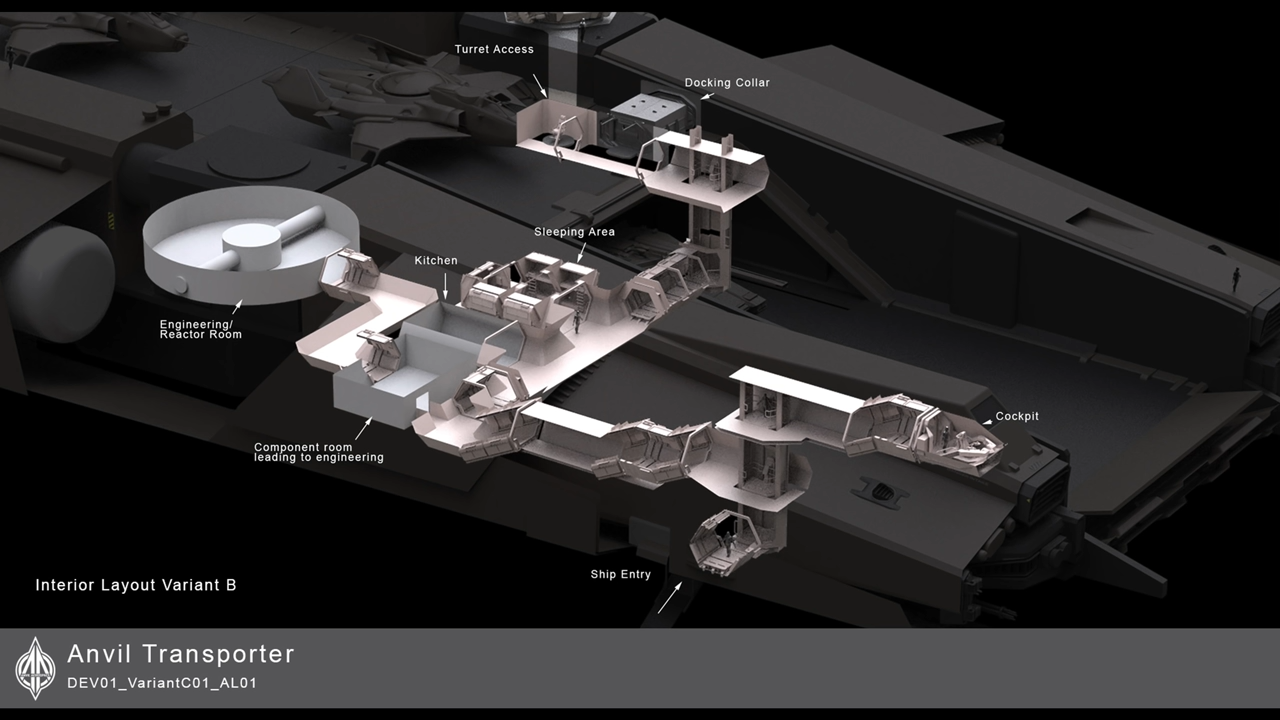 Turret Access
Docking Collar
Sleeping Area
Kitchen
Engineering/
Reactor Room
Cockpit
Component room
leading to engineering
Ship Entry
Interior Layout Variant B
Anvil Transporter
DEV01_VariantC01_AL01